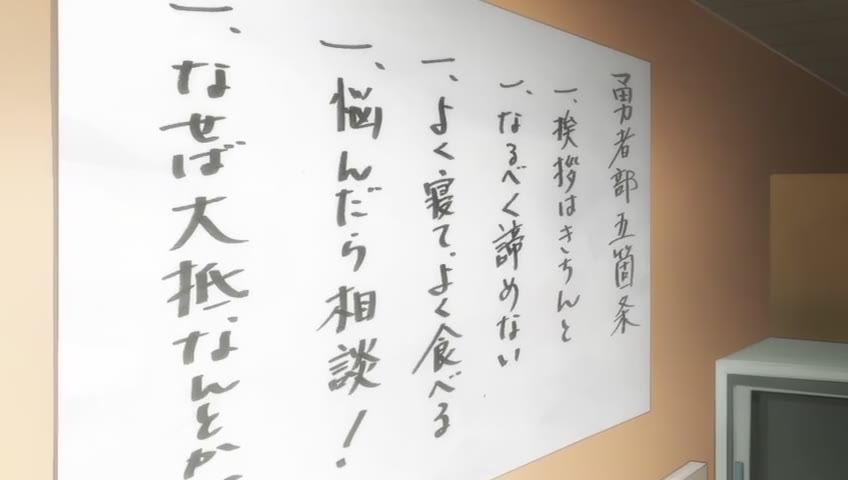 勇者部五箇条
一、挨拶はきちんと
一、なるべく諦めない
一、よく寝て、よく食べる
一、悩んだら相談!
一、なせば大抵なんとか